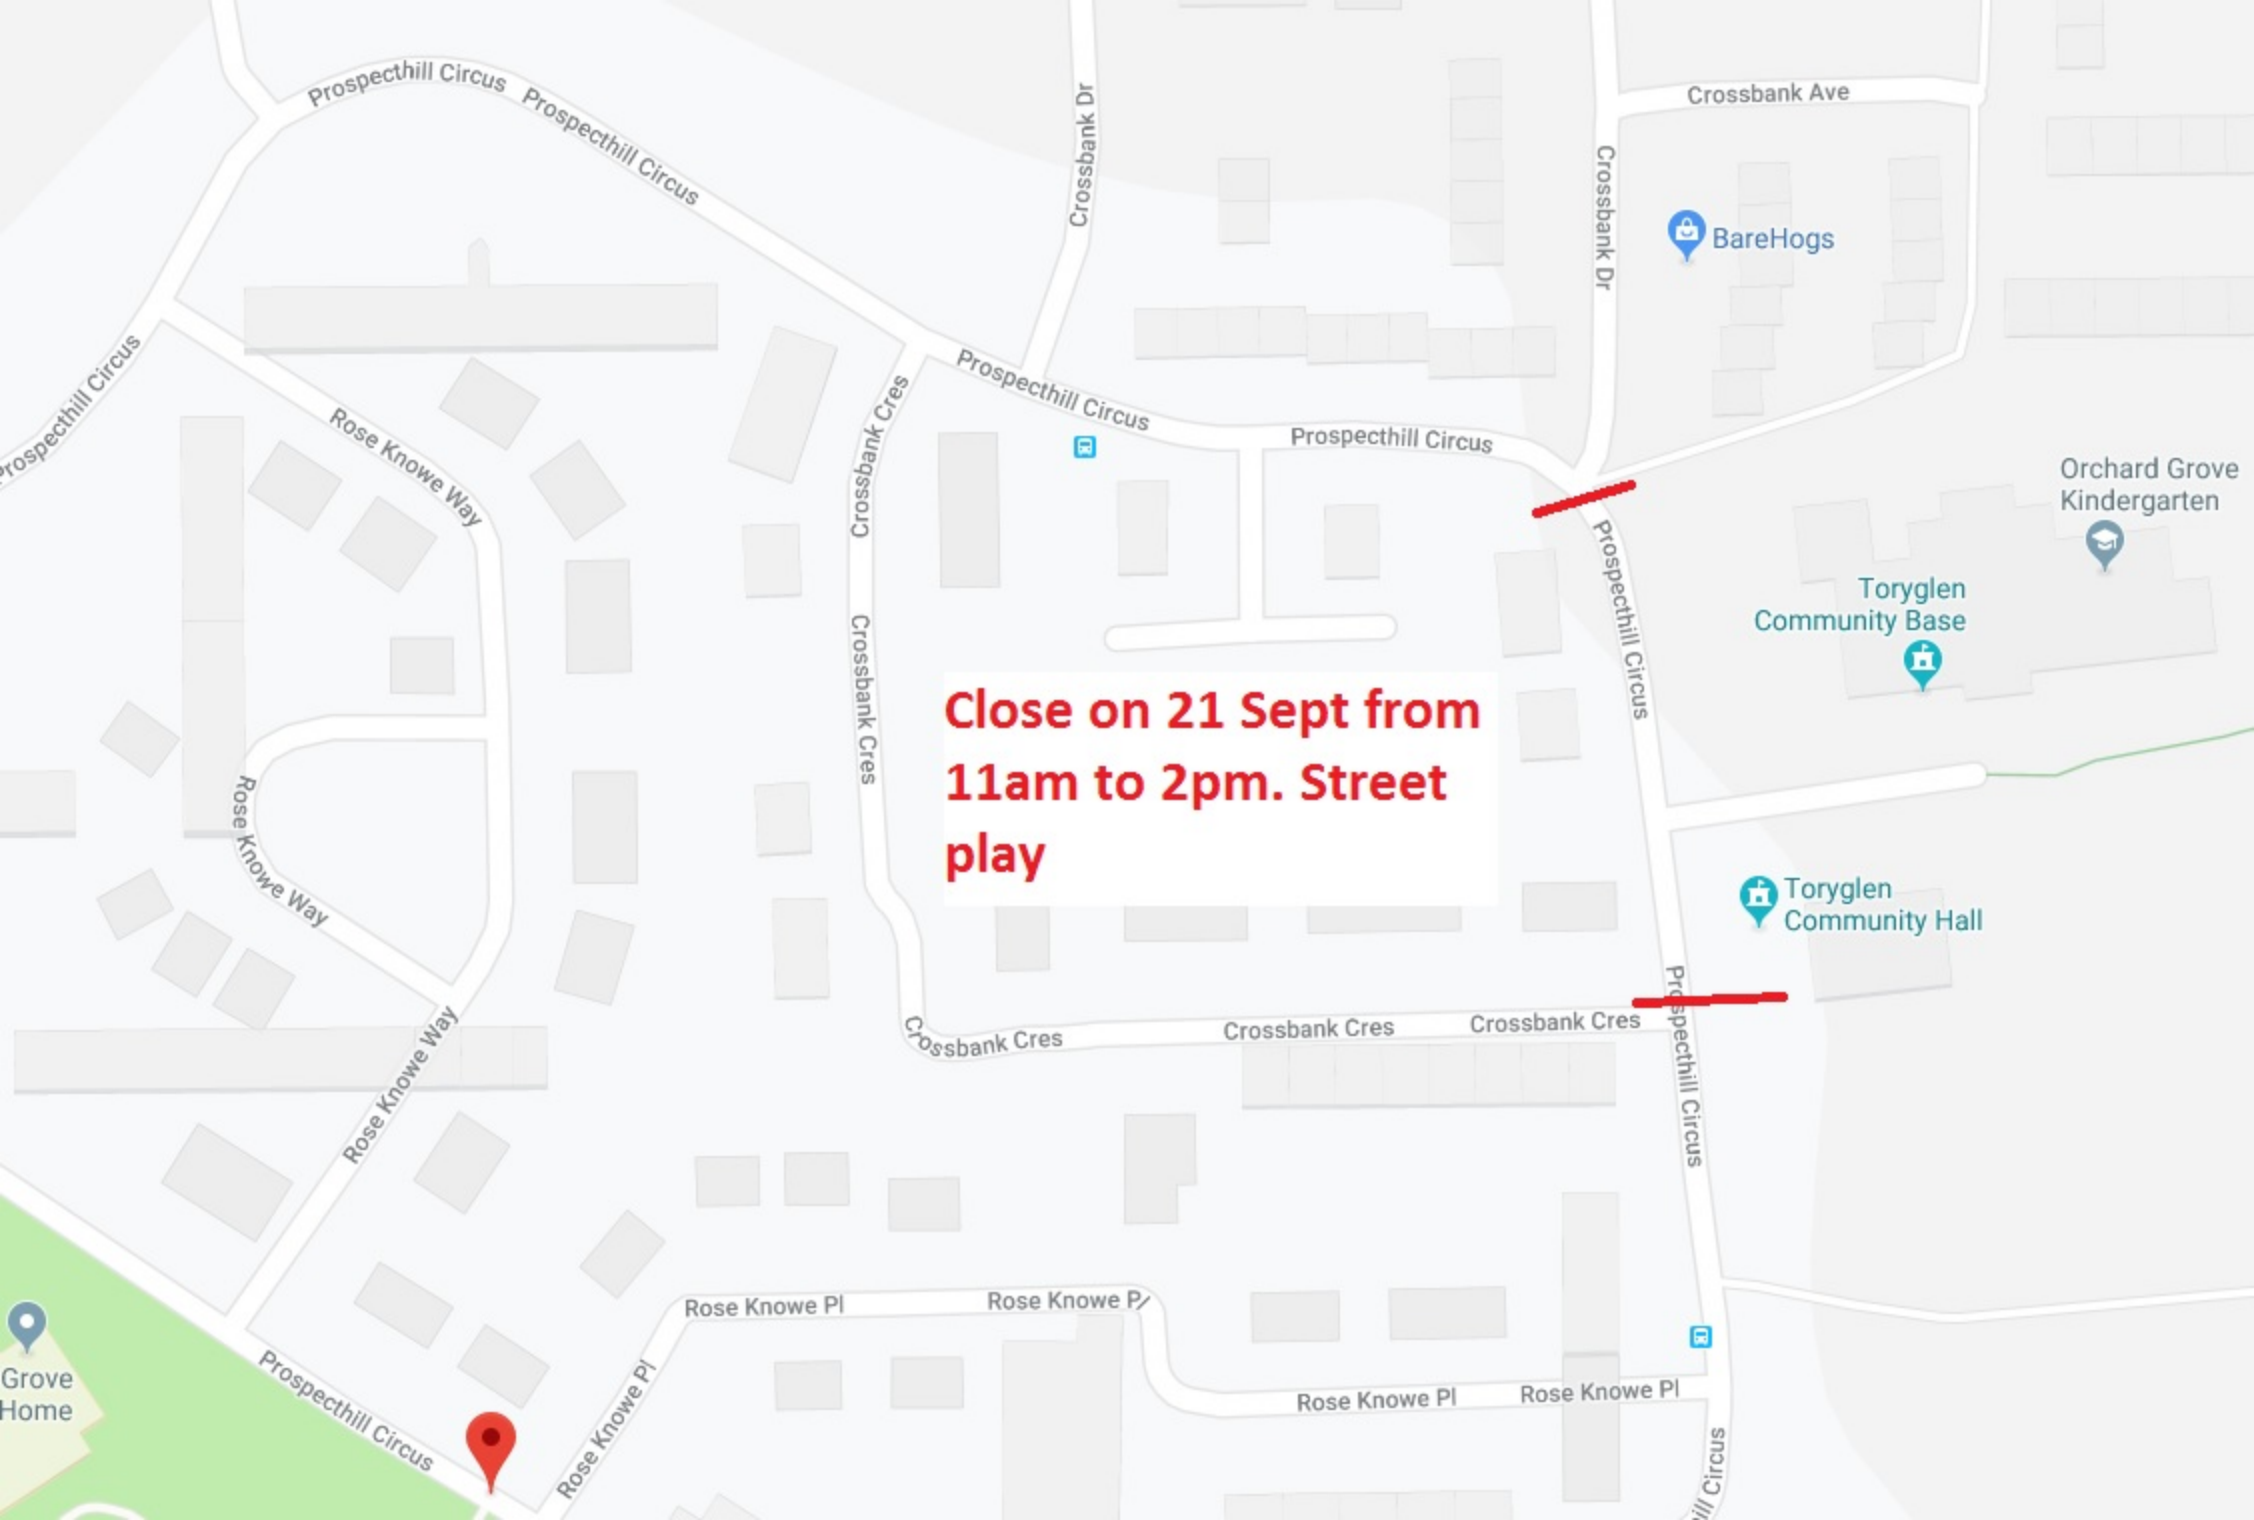 Prospecthill Circus
Prospecthill Circus
Crossbank Dr
Crossbank Ave
Crossbank Dr
BareHogs
Prospecthill Circus
Rose Knowe Way
Crossbank Cres
Prospecthill Circus
Prospecthill Circus
Orchard Grove
Kindergarten
Prospecthill Circus
Toryglen
Community Base
Crossbank Cres
Close on 21 Sept from
11am to 2pm. Street
play
Rose Knowe Way
Toryglen
Community Hall
Crossbank Cres
Crossbank Cres
Crossbank Cres
Prospecthill Circus
Rose Knowe Way
Rose Knowe Pl
Rose Knowe P
Grove
Home
Prospecthill Circus
Rose Knowe Pl
Rose Knowe Pl
Rose Knowe Pl
ill Circus